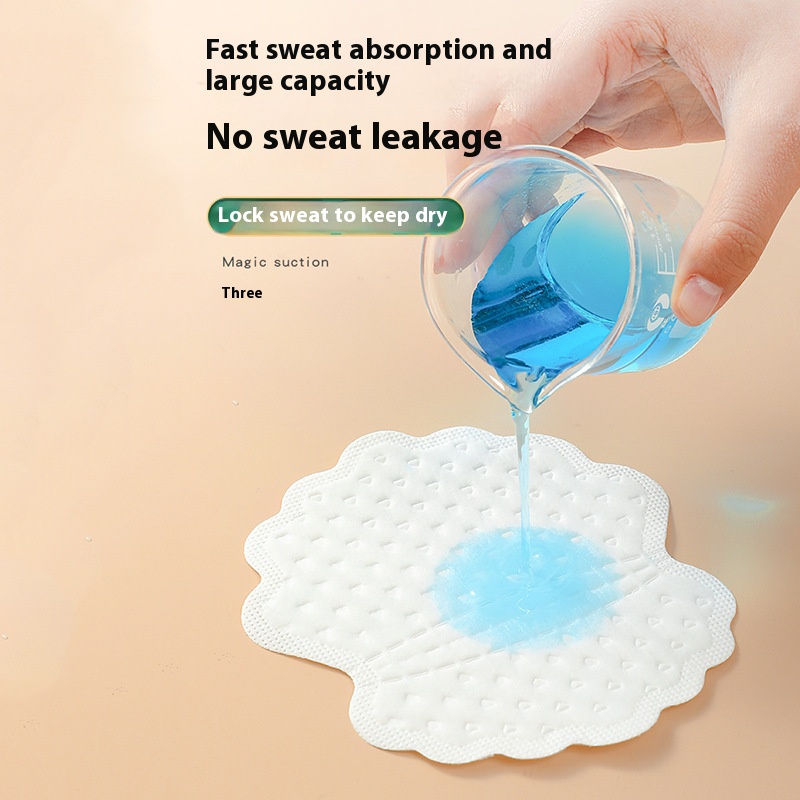 Fast sweat absorption and
large capacity
No sweat leakage
Lock sweat to keep dry
Magic suction
Three